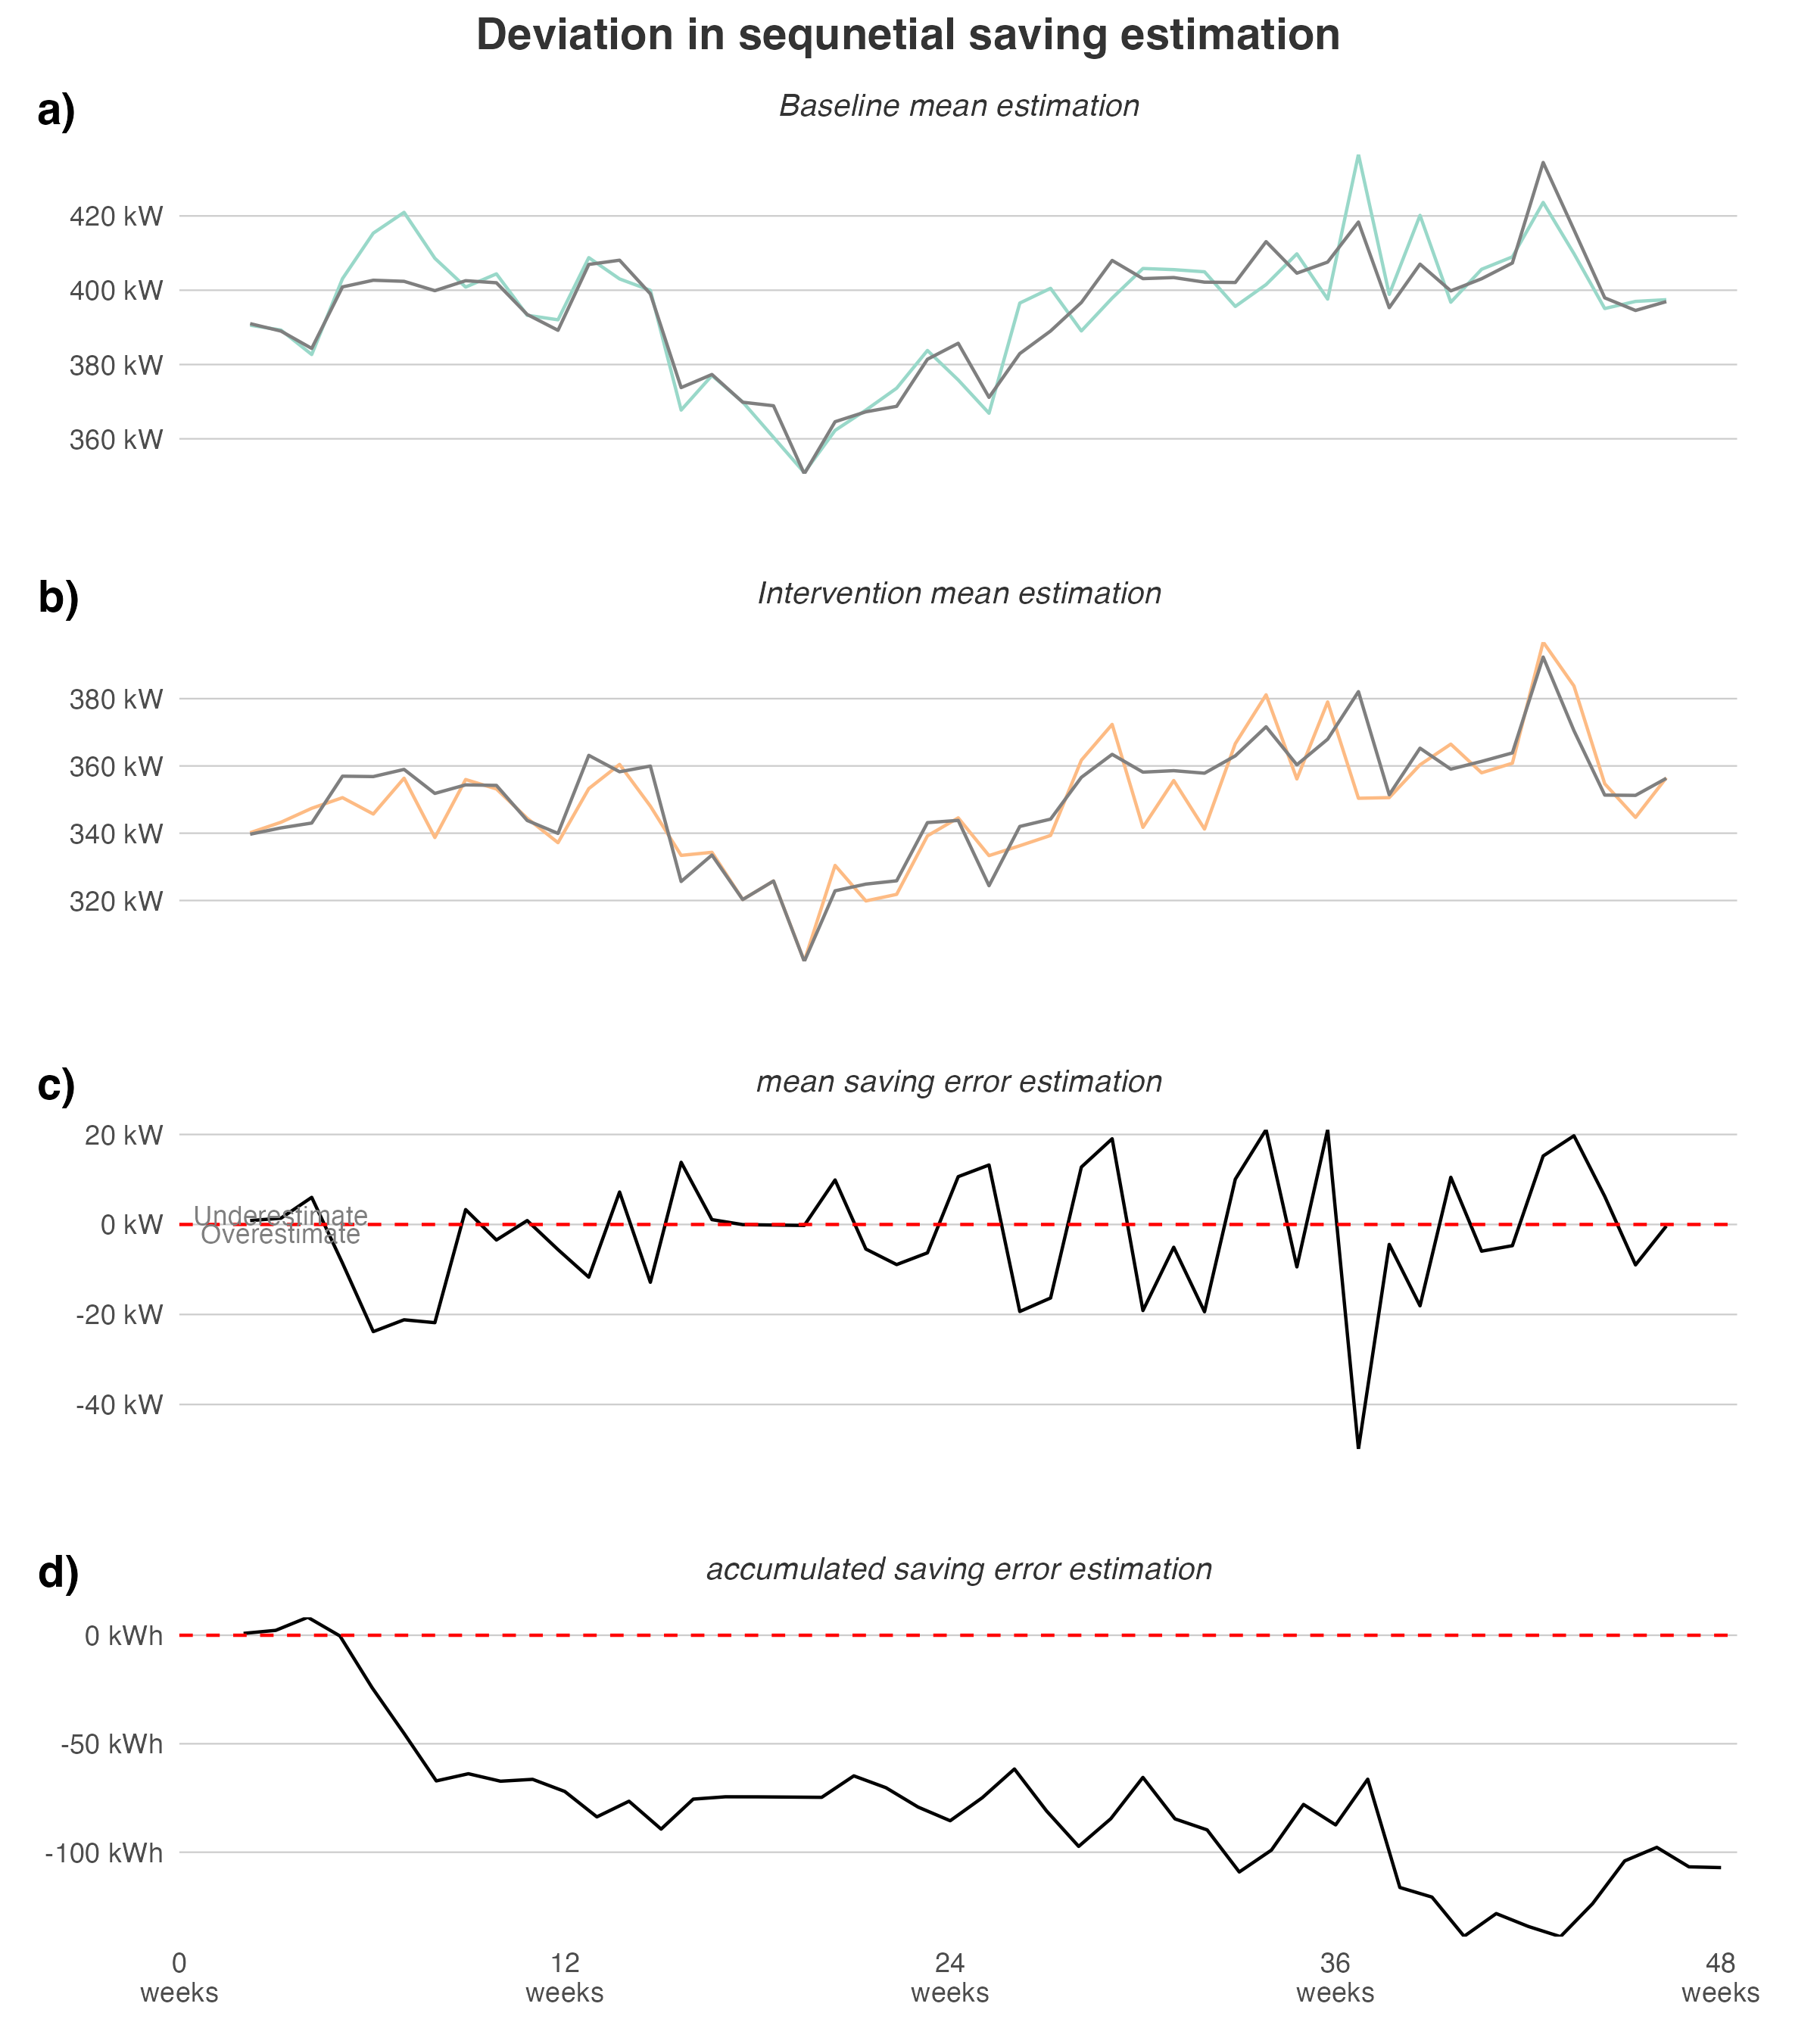 Deviation in sequnetial saving estimation
a)
Baseline mean estimation
420 kW
400 kW
380 kW
360 kW
b)
Intervention mean estimation
380 kW
360 kW
340 kW
320 kW
c)
mean saving error estimation
20 kW
Underestimate
0 kW
Overestimate
-20 kW
-40 kW
d)
accumulated saving error estimation
0 kWh
-50 kWh
-100 kWh
0 12 24 36 48
weeks weeks weeks weeks weeks